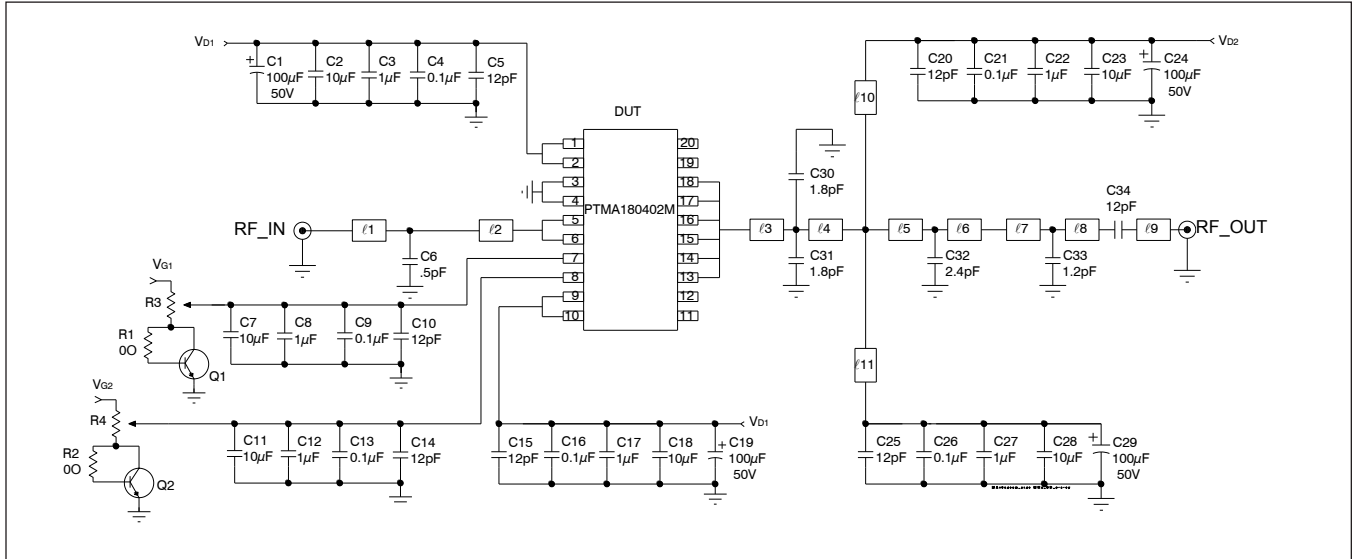 VD1
C1
100µF
50V
C2
10µF
C3
1µF
C4
0.1µF
C5
12pF
C20
12pF
C21
0.1µF
C22
1µF
C23
10µF
C24
100µF
50V
VD2
ℓ10
DUT
PTMA180402M
1
2
3
4
5
6
7
8
9
10
20
19
18
17
16
15
14
13
12
11
RF_IN
ℓ1
ℓ2
C6
.5pF
C30
1.8pF
C31
1.8pF
ℓ3
ℓ4
ℓ5
ℓ6
ℓ7
ℓ8
ℓ9
C32
2.4pF
C33
1.2pF
C34
12pF
RF_OUT
VG1
R3
R1
0O
Q1
C7
10µF
C8
1µF
C9
0.1µF
C10
12pF
ℓ11
VG2
R4
R2
0O
Q2
C11
10µF
C12
1µF
C13
0.1µF
C14
12pF
C15
12pF
C16
0.1µF
C17
1µF
C18
10µF
C19
100µF
50V
VD1
C25
12pF
C26
0.1µF
C27
1µF
C28
10µF
C29
100µF
50V